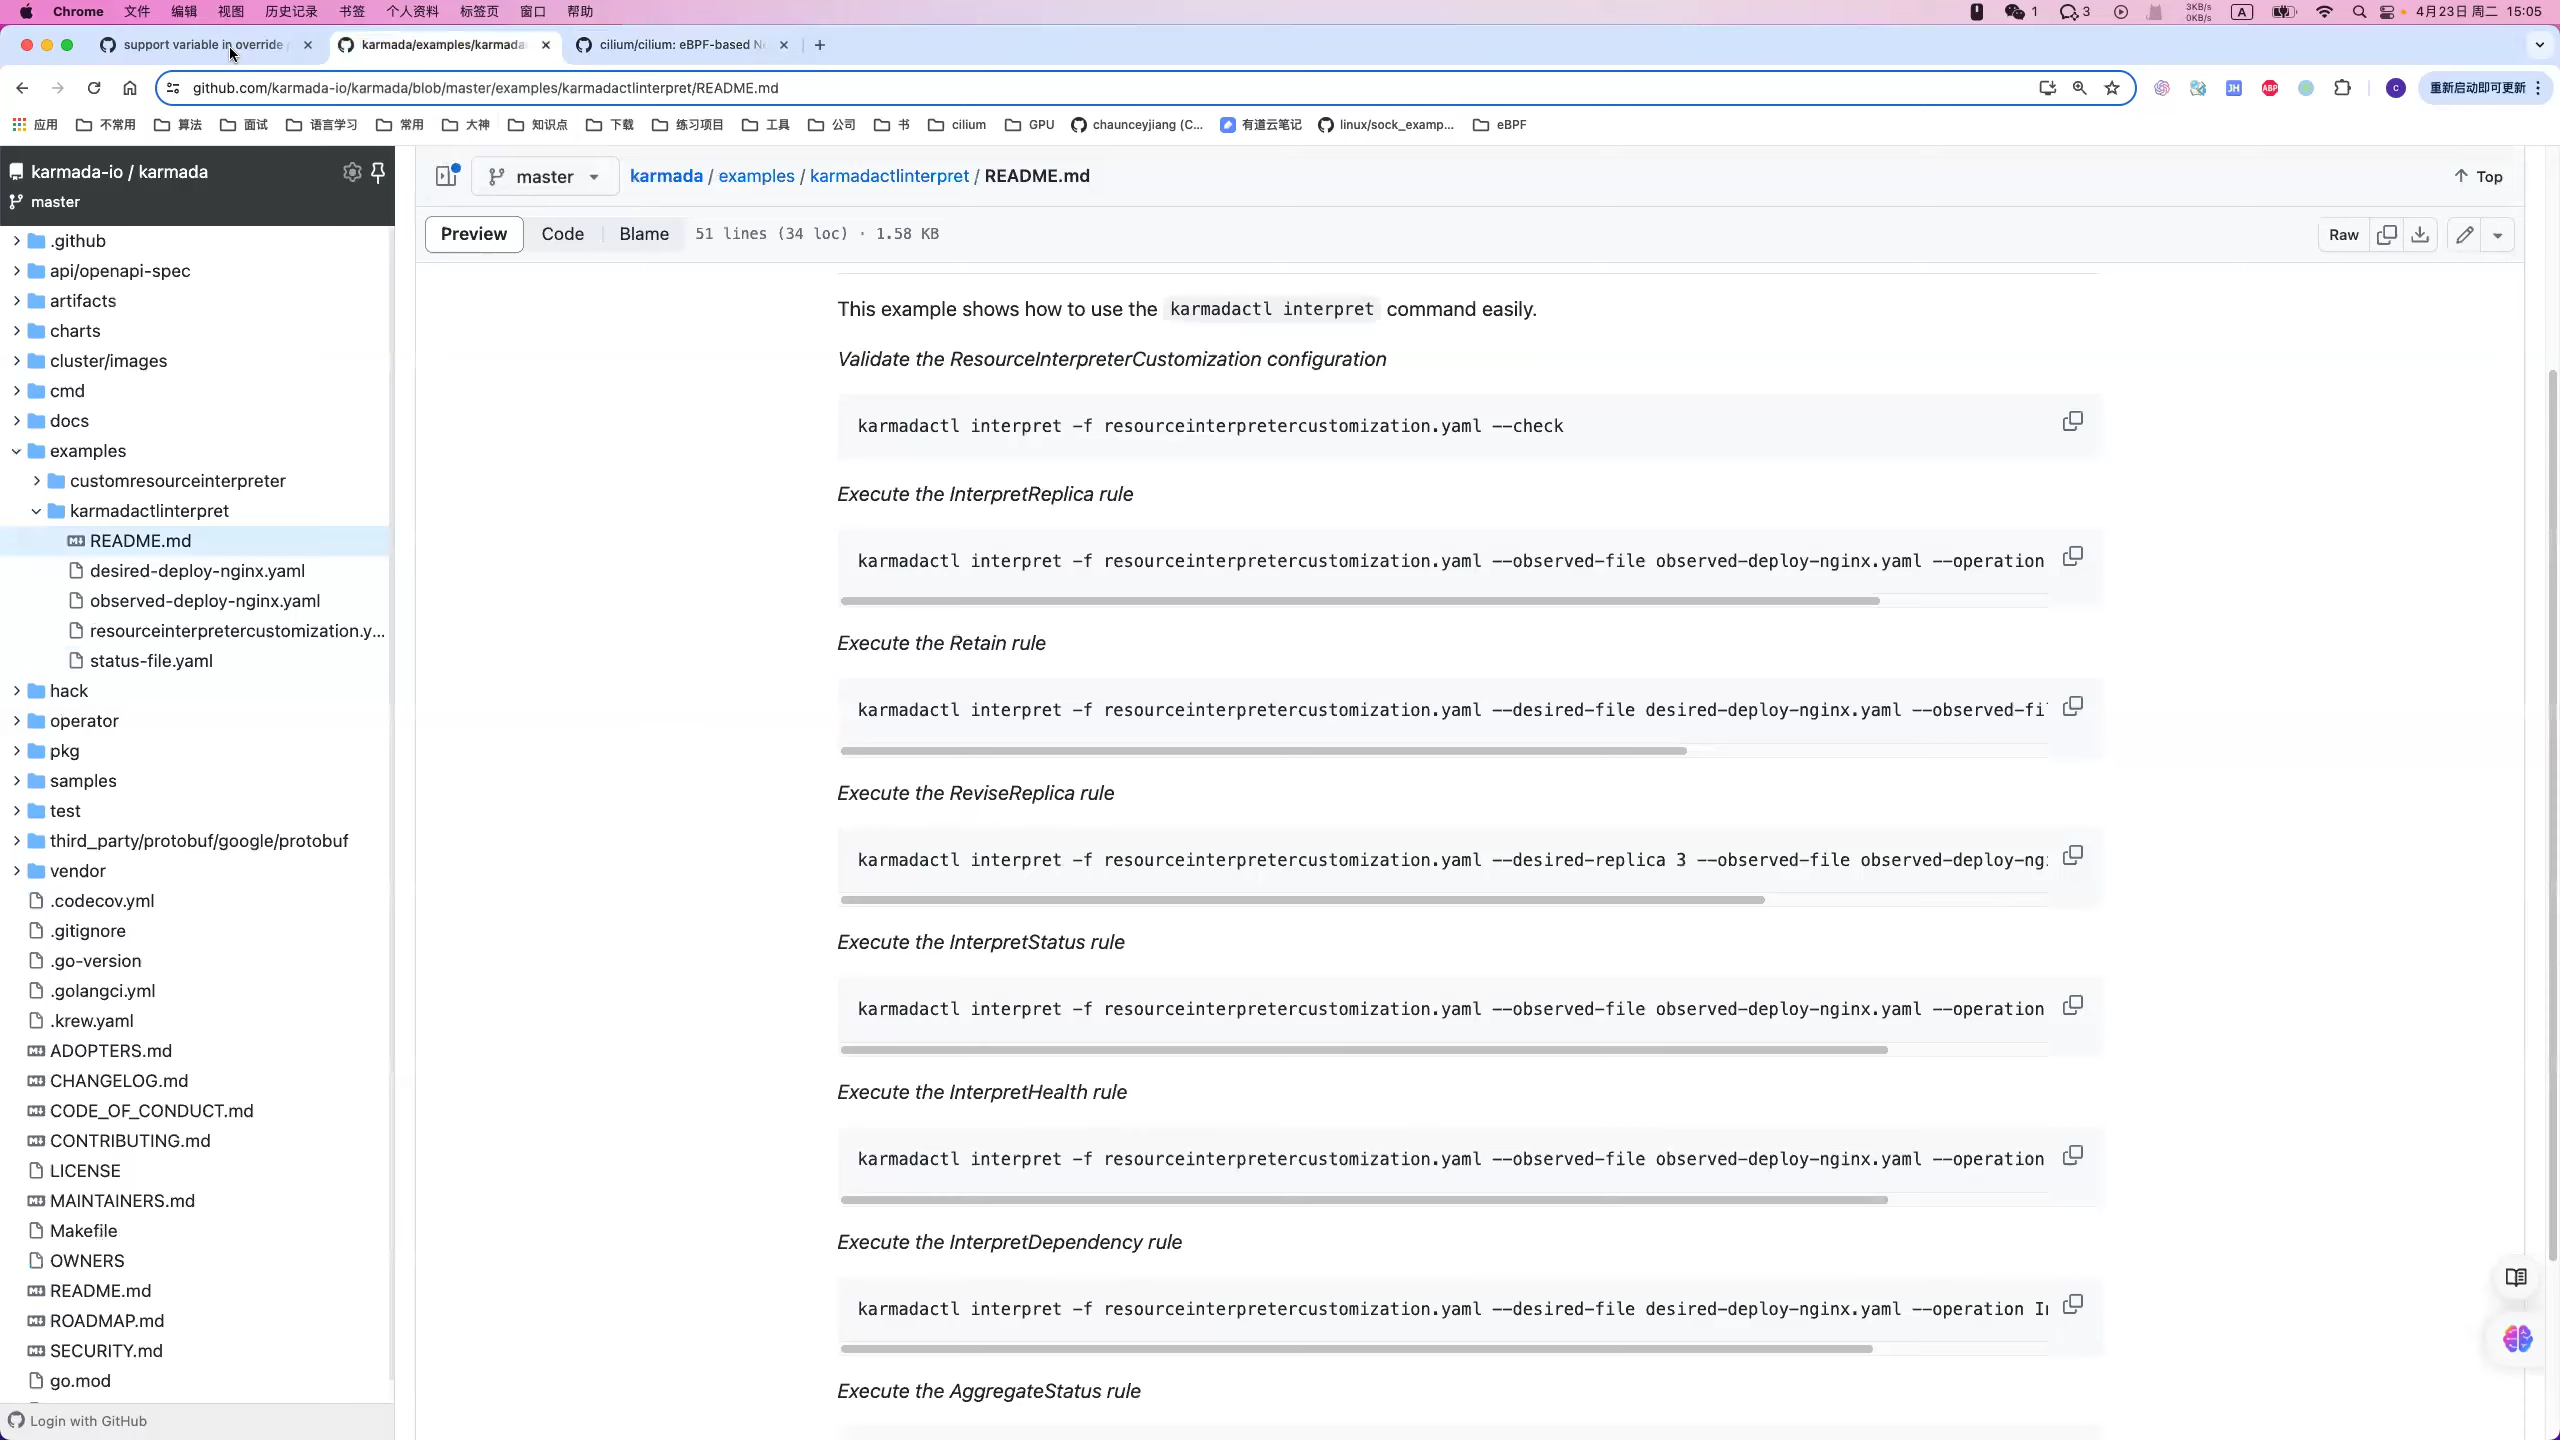 Chrome 文件 编辑 视图 历史记录 书签 个人资料 标签页 窗口 帮助 1 3 3KB/s 0KB/s A 4月23日 周二 15:05
support variable in override karmada/examples/karmada cilium/cilium: eBPF-based N
github.com/karmada-io/karmada/blob/master/examples/karmadactlinterpret/README.md JH ABP C 重新启动即可更新
应用 不常用 算法 面试 语言学习 常用 大神 知识点 下载 练习项目 工具 公司 书 cilium GPU chaunceyjiang (C... 有道云笔记 linux/sock_examp... eBPF
karmada-io / karmada
master
.github
api/openapi-spec
artifacts
charts
cluster/images
cmd
docs
examples
customresourceinterpreter
karmadactlinterpret
README.md
desired-deploy-nginx.yaml
observed-deploy-nginx.yaml
resourceinterpretercustomization.y...
status-file.yaml
hack
operator
pkg
samples
test
third_party/protobuf/google/protobuf
vendor
.codecov.yml
.gitignore
.go-version
.golangci.yml
.krew.yaml
ADOPTERS.md
CHANGELOG.md
CODE_OF_CONDUCT.md
CONTRIBUTING.md
LICENSE
MAINTAINERS.md
Makefile
OWNERS
README.md
ROADMAP.md
SECURITY.md
go.mod
Login with GitHub
master karmada / examples / karmadactlinterpret / README.md Top
Preview Code Blame 51 lines (34 loc) · 1.58 KB Raw
This example shows how to use the karmadactl interpret command easily.
Validate the ResourceInterpreterCustomization configuration
karmadactl interpret -f resourceinterpretercustomization.yaml --check
Execute the InterpretReplica rule
karmadactl interpret -f resourceinterpretercustomization.yaml --observed-file observed-deploy-nginx.yaml --operation
Execute the Retain rule
karmadactl interpret -f resourceinterpretercustomization.yaml --desired-file desired-deploy-nginx.yaml --observed-fi
Execute the ReviseReplica rule
karmadactl interpret -f resourceinterpretercustomization.yaml --desired-replica 3 --observed-file observed-deploy-ng
Execute the InterpretStatus rule
karmadactl interpret -f resourceinterpretercustomization.yaml --observed-file observed-deploy-nginx.yaml --operation
Execute the InterpretHealth rule
karmadactl interpret -f resourceinterpretercustomization.yaml --observed-file observed-deploy-nginx.yaml --operation
Execute the InterpretDependency rule
karmadactl interpret -f resourceinterpretercustomization.yaml --desired-file desired-deploy-nginx.yaml --operation I
Execute the AggregateStatus rule